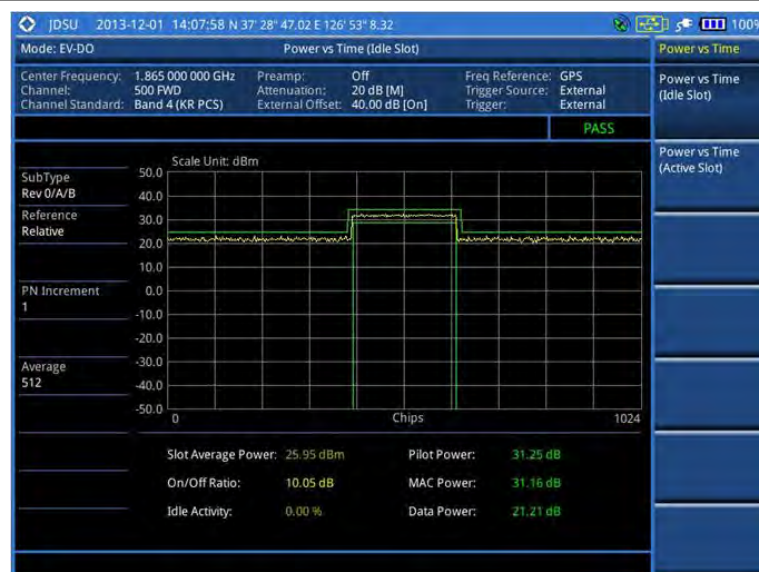 JDSU 2013-12-01 14:07:58 N 37' 28" 47.02 E 126' 53" 8.32 100%
Mode: EV-DO Power vs Time (Idle Slot) Power vs Time
Center Frequency: 1.865 000 000 GHz Preamp: Off Freq Reference: GPS
Channel: 500 FWD Attenuation: 20 dB [M] Trigger Source: External
Channel Standard: Band 4 (KR PCS) External Offset: 40.00 dB [On] Trigger: External
Power vs Time
(Idle Slot)
PASS
Power vs Time
(Active Slot)
Scale Unit: dBm
SubType
Rev 0/A/B
Reference
Relative
PN Increment
1
Average
512
50.0
40.0
30.0
20.0
10.0
0.0
-10.0
-20.0
-30.0
-40.0
-50.0
0 Chips 1024
Slot Average Power: 25.95 dBm Pilot Power: 31.25 dB
On/Off Ratio: 10.05 dB MAC Power: 31.16 dB
Idle Activity: 0.00 % Data Power: 21.21 dB